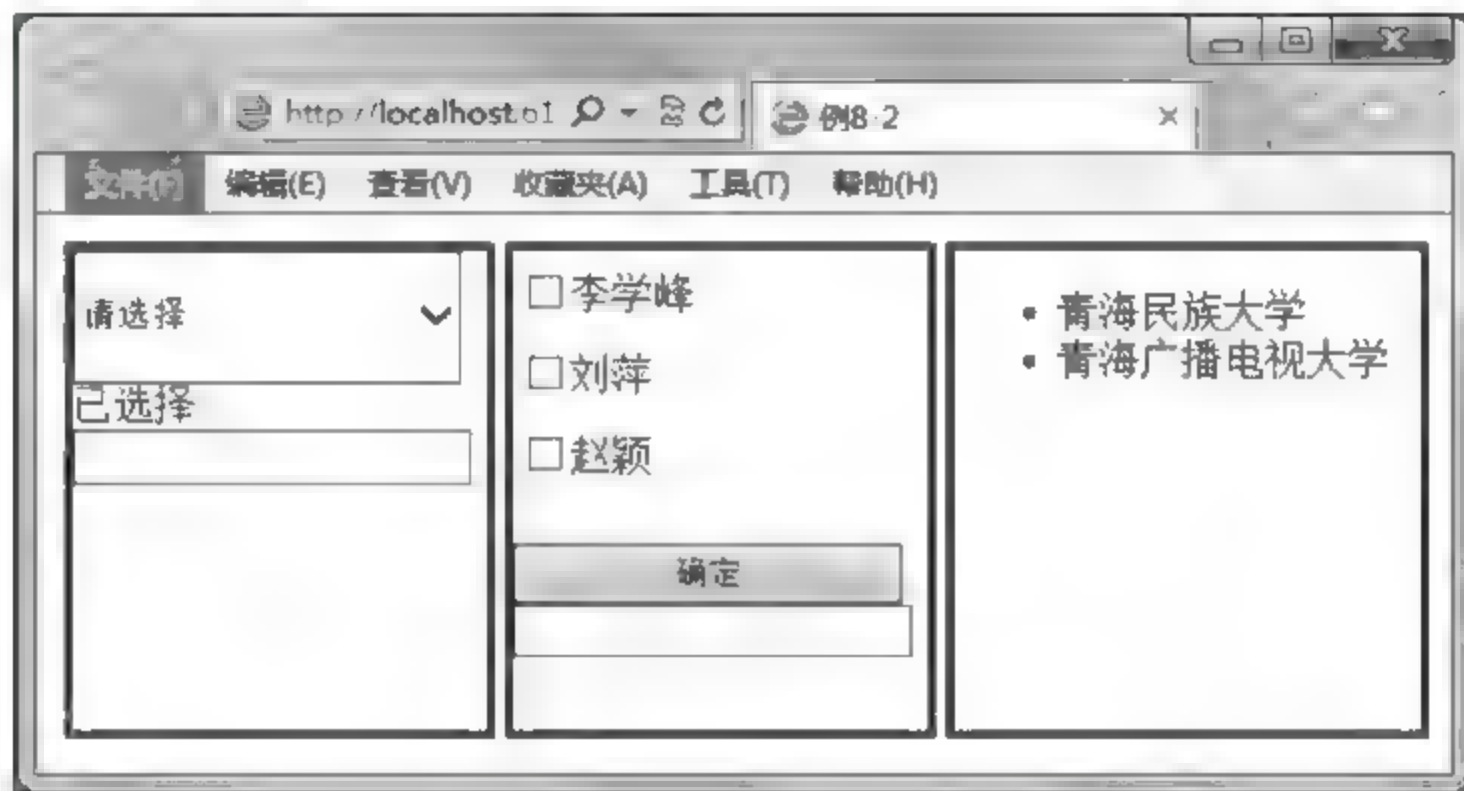 http://localhost:61
例8-2
文件(F) 编辑(E) 查看(V) 收藏夹(A) 工具(T) 帮助(H)
请选择
已选择
李学峰
刘萍
赵颖
确定
• 青海民族大学
• 青海广播电视大学